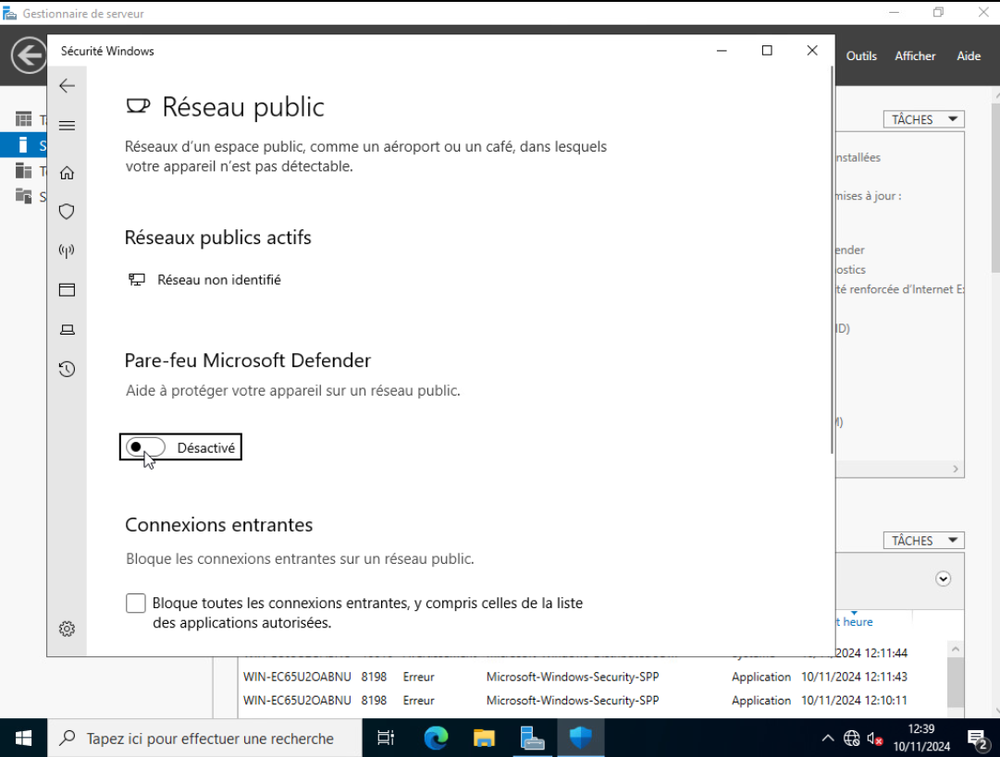 Gestionnaire de serveur
Sécurité Windows
Outils Afficher Aide
Réseau public
Réseaux d'un espace public, comme un aéroport ou un café, dans lesquels
votre appareil n'est pas détectable.
Réseaux publics actifs
Réseau non identifié
Pare-feu Microsoft Defender
Aide à protéger votre appareil sur un réseau public.
Désactivé
Connexions entrantes
Bloque les connexions entrantes sur un réseau public.
Bloque toutes les connexions entrantes, y compris celles de la liste
des applications autorisées.
TÂCHES
nstallées
mises à jour :
ender
ostics
té renforcée d'Internet E
ID)
TÂCHES
t heure
10/11/2024 12:11:44
WIN-EC65U2OABNU 8198 Erreur Microsoft-Windows-Security-SPP Application 10/11/2024 12:11:43
WIN-EC65U2OABNU 8198 Erreur Microsoft-Windows-Security-SPP Application 10/11/2024 12:10:11
Tapez ici pour effectuer une recherche
12:39
10/11/2024
2